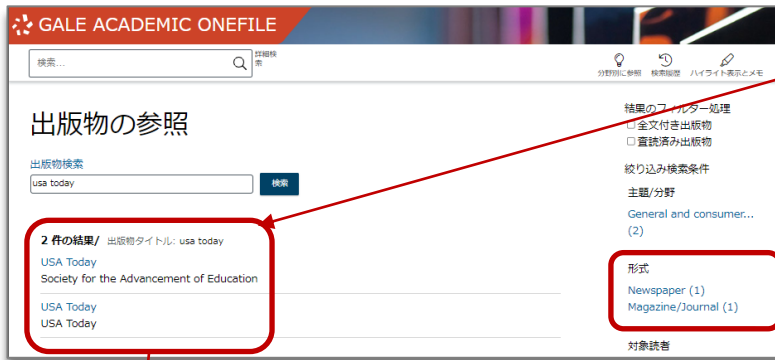 GALE ACADEMIC ONEFILE
検索...
詳細検
索
分野別に参照 検索履歴 ハイライト表示とメモ
出版物の参照
出版物検索
usa today
検索
2 件の結果/ 出版物タイトル: usa today
USA Today
Society for the Advancement of Education
USA Today
USA Today
結果のフィルター処理
全文付き出版物
査読済み出版物
絞り込み検索条件
主題/分野
General and consumer...
(2)
形式
Newspaper (1)
Magazine/Journal (1)
対象読者